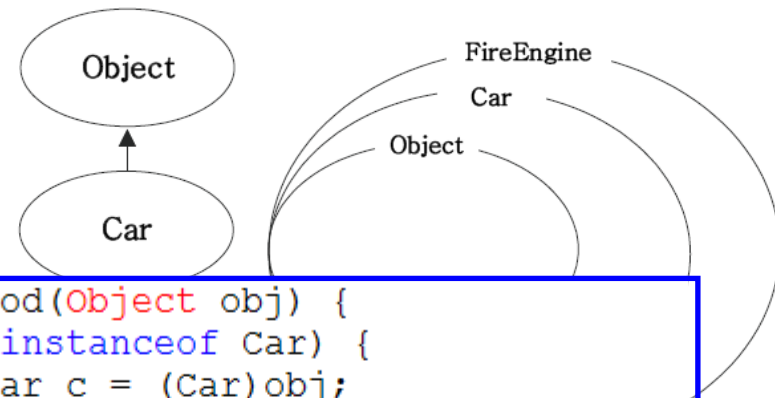 Object
Car
FireEngine
Car
Object
od(Object obj) {
instanceof Car) {
ar c = (Car)obj;